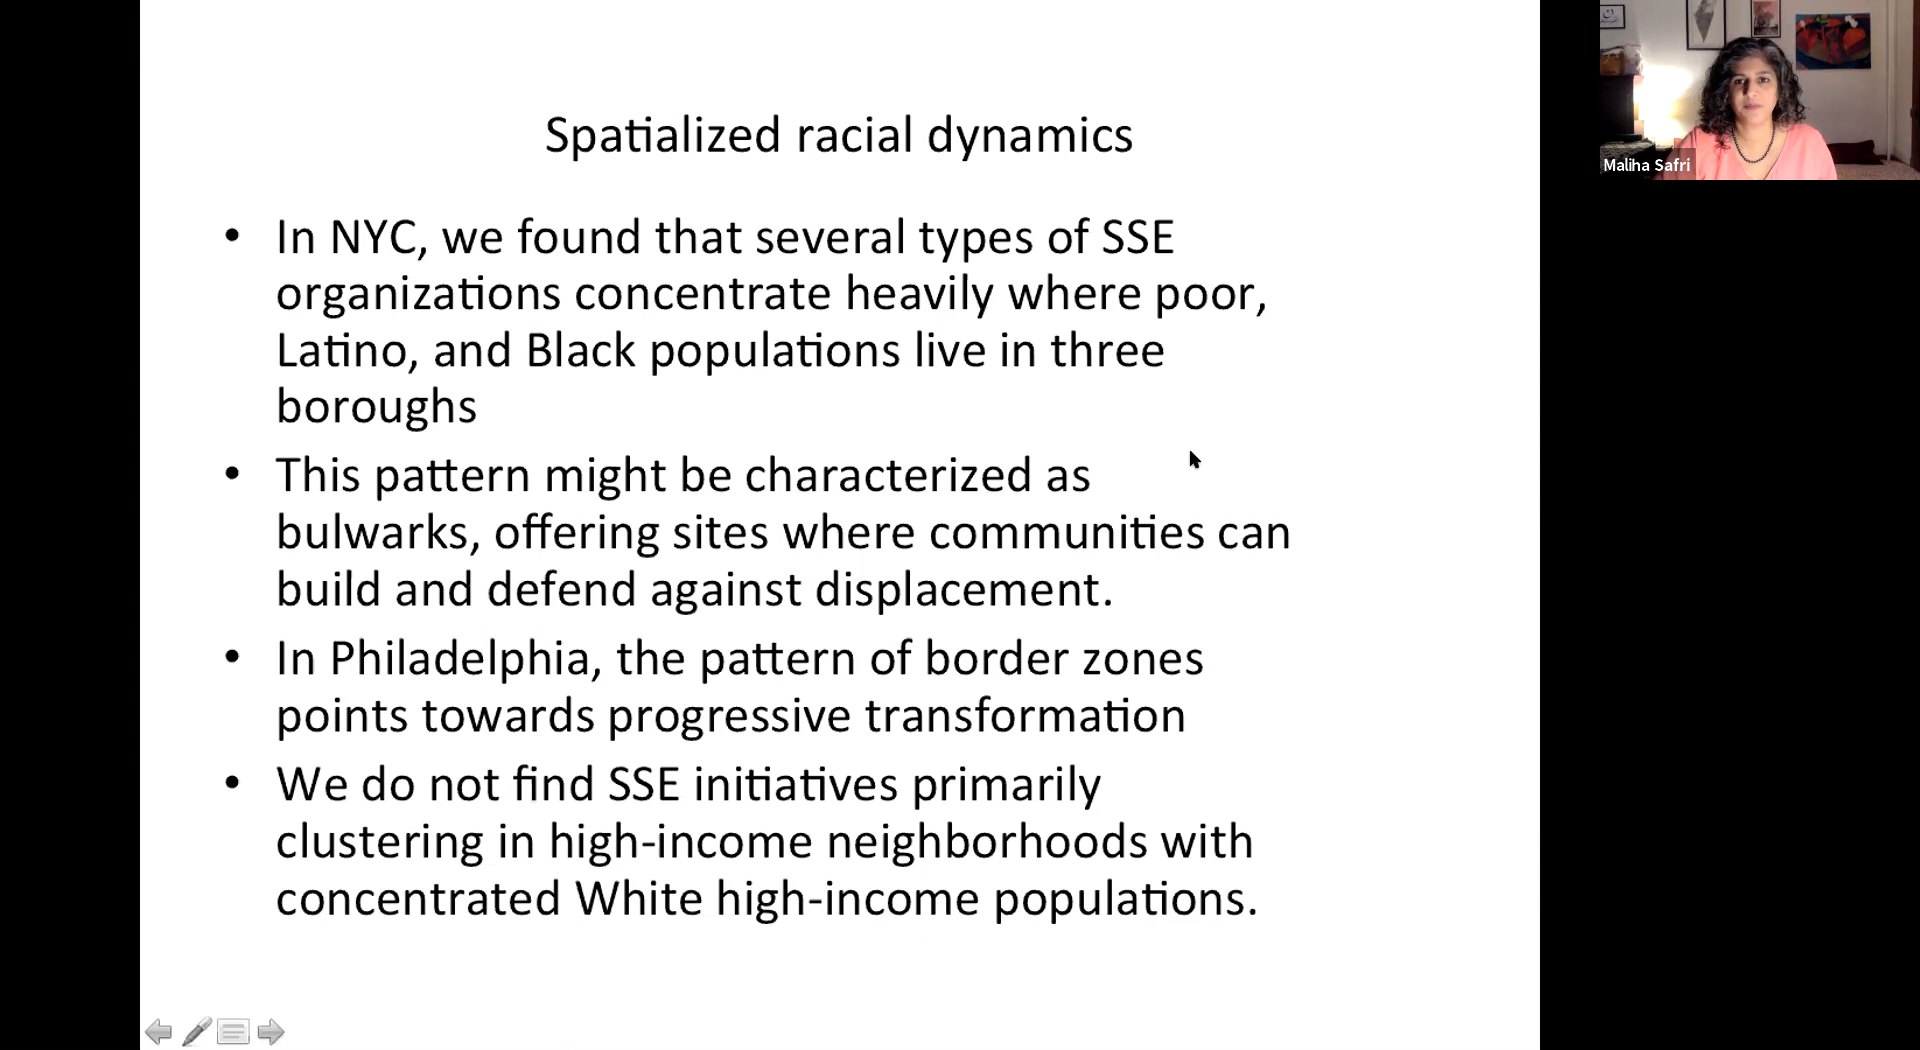 Spatialized racial dynamics
• In NYC, we found that several types of SSE
organizations concentrate heavily where poor,
Latino, and Black populations live in three
boroughs
• This pattern might be characterized as
bulwarks, offering sites where communities can
build and defend against displacement.
• In Philadelphia, the pattern of border zones
points towards progressive transformation
• We do not find SSE initiatives primarily
clustering in high-income neighborhoods with
concentrated White high-income populations.
Maliha Safri